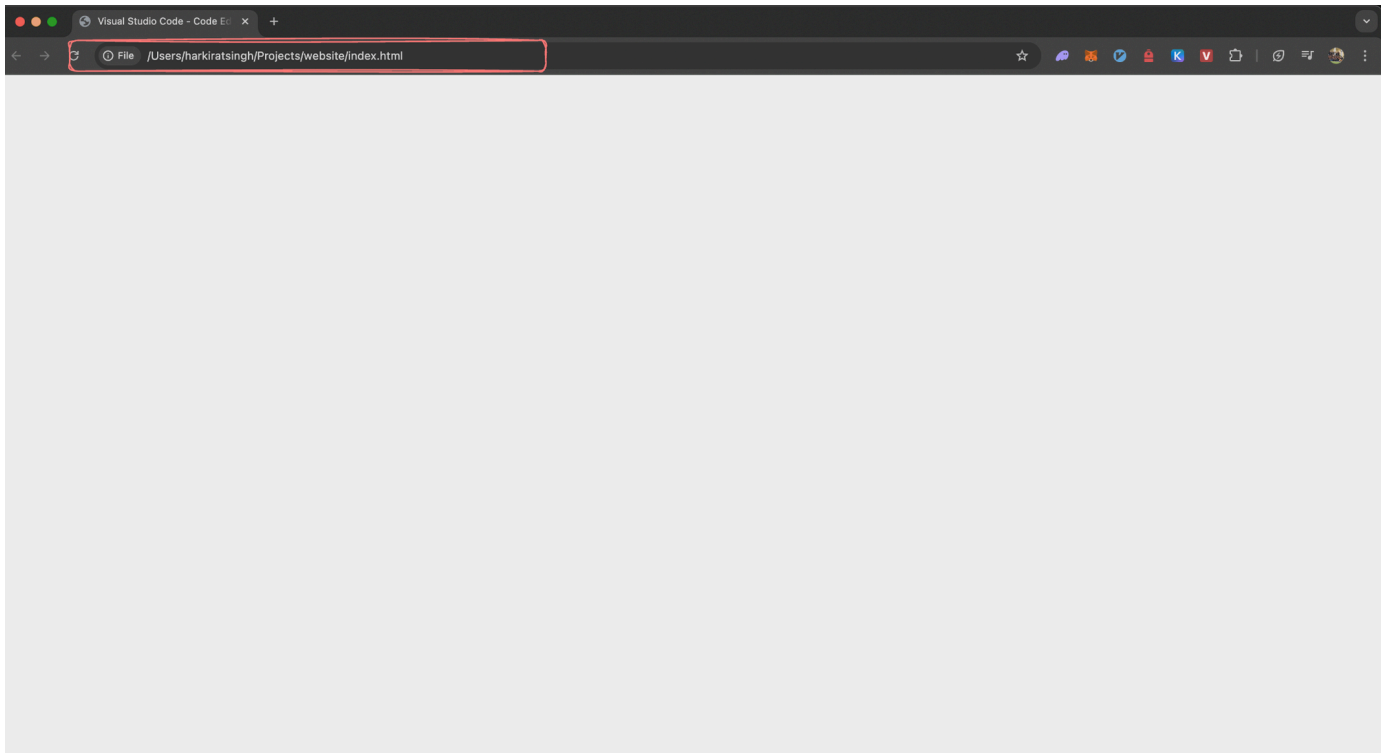 Visual Studio Code - Code Ed
File /Users/harkiratsingh/Projects/website/index.html
K V